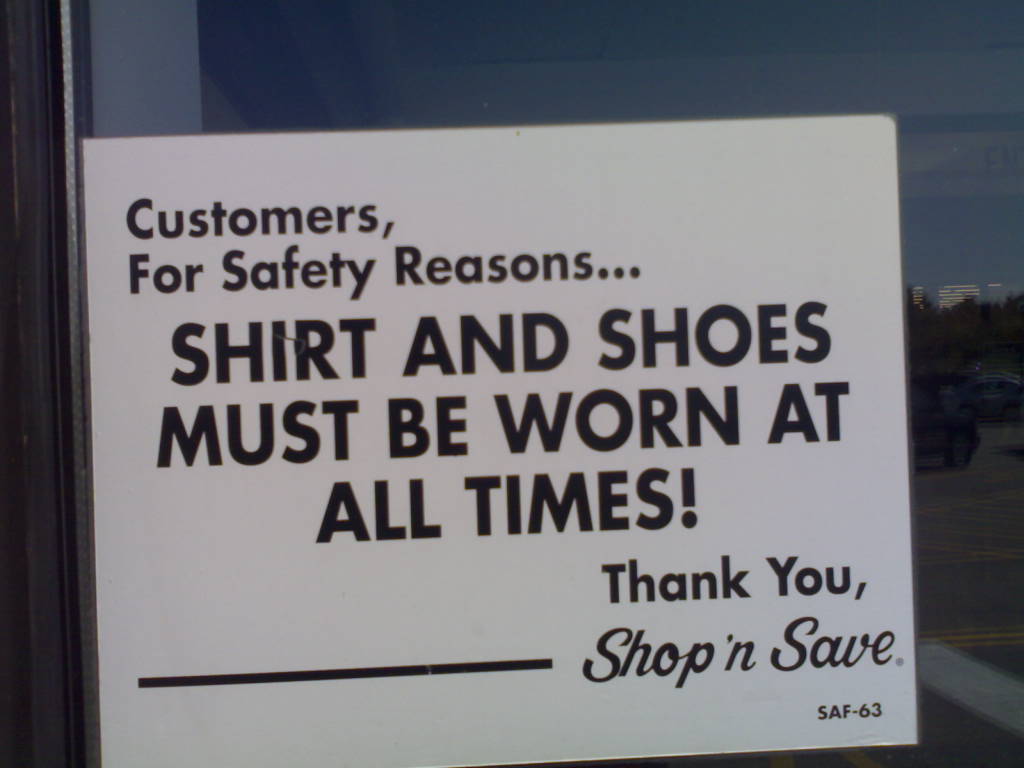 Customers,
For Safety Reasons...
SHIRT AND SHOES
MUST BE WORN AT
ALL TIMES!
Thank You,
Shop 'n Save®
SAF-63